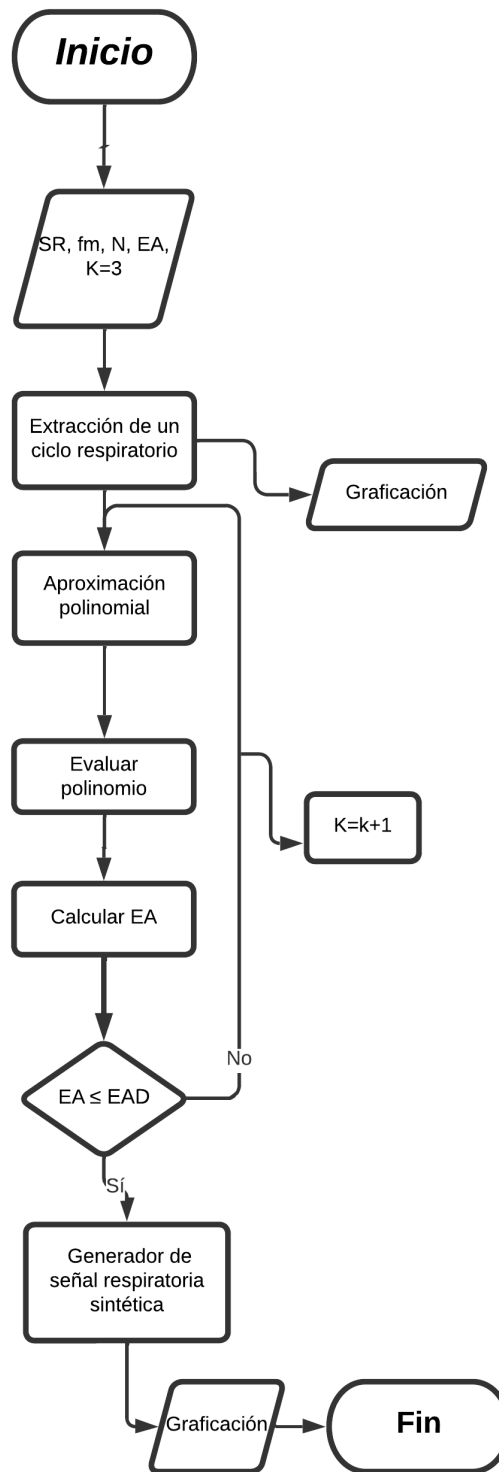 Inicio
SR, fm, N, EA,
K=3
Extracción de un
ciclo respiratorio
Graficación
Aproximación
polinomial
Evaluar
polinomio
K=k+1
Calcular EA
EA ≤ EAD
No
Sí
Generador de
señal respiratoria
sintética
Graficación
Fin